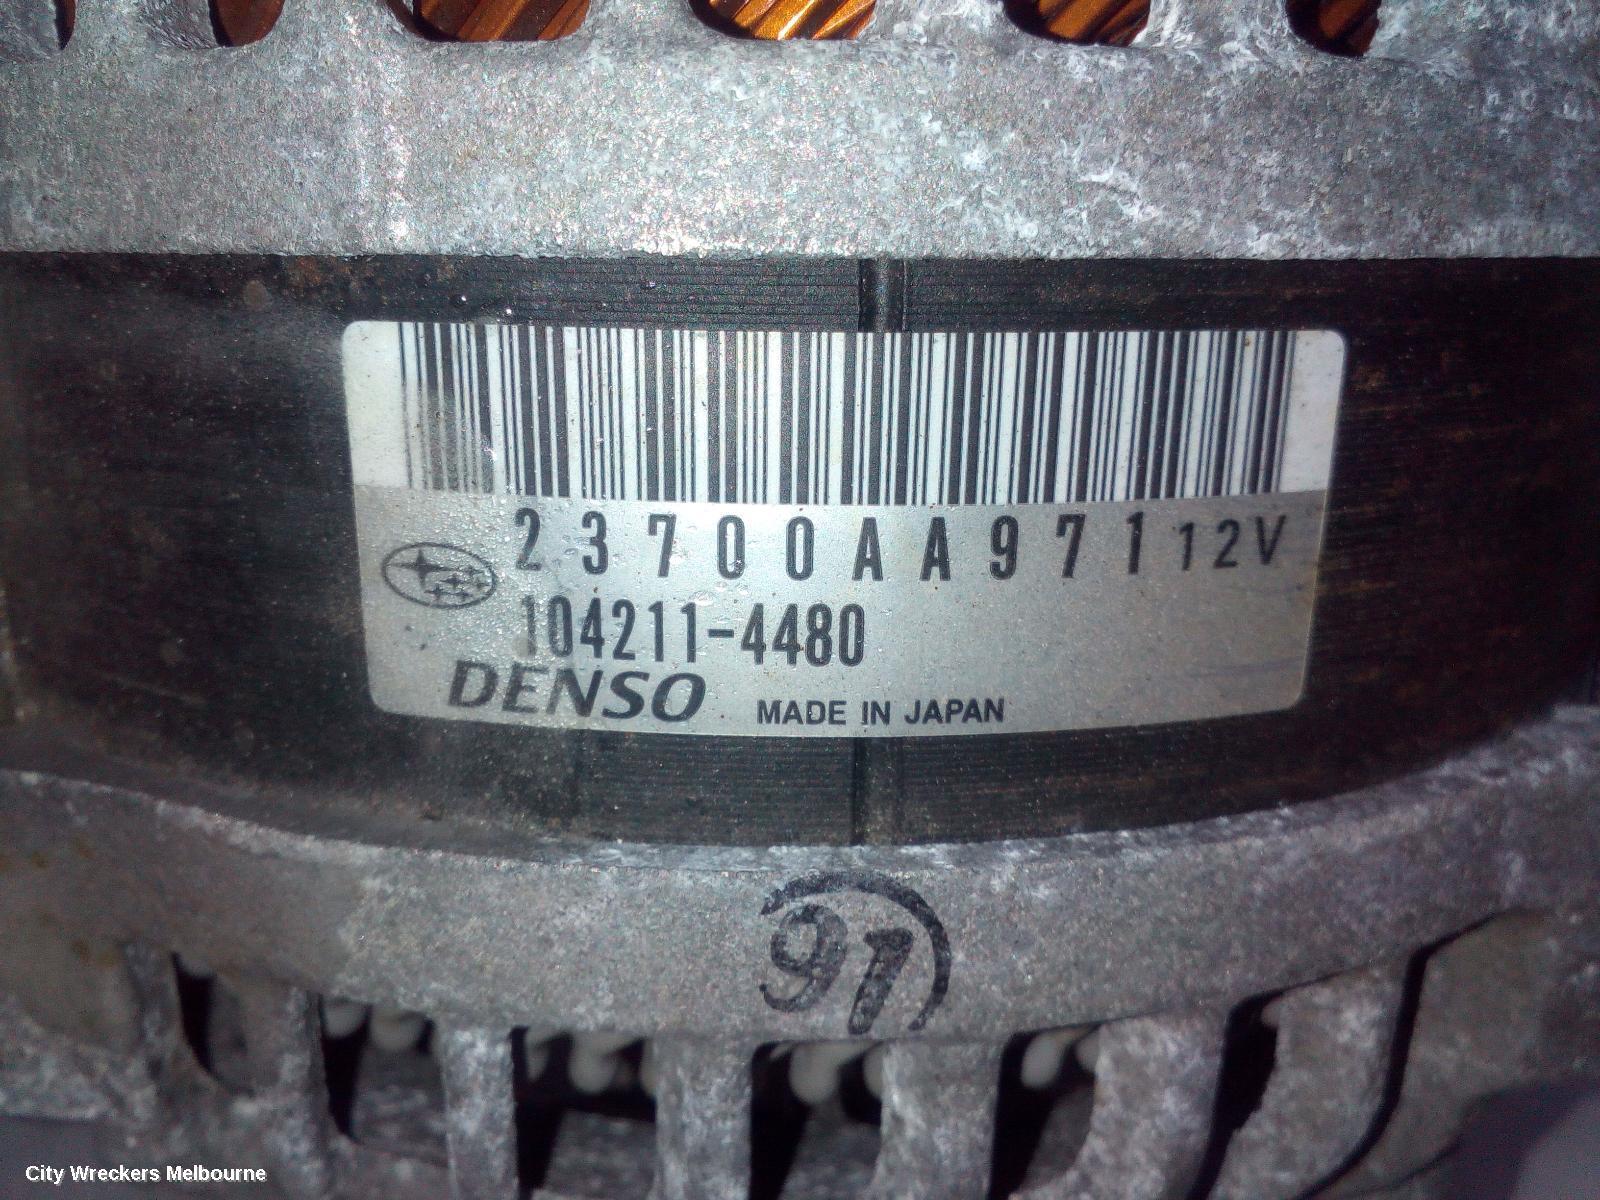 23700AA971 12V
104211-4480
DENSO MADE IN JAPAN
91
City Wreckers Melbourne